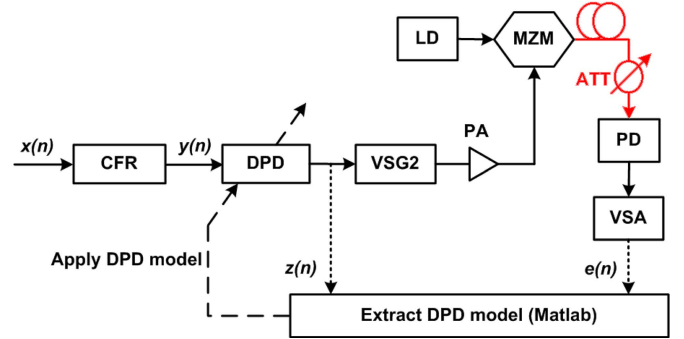 LD
MZM
ATT
PA
PD
x(n)
CFR
y(n)
DPD
VSG2
VSA
Apply DPD model
z(n)
e(n)
Extract DPD model (Matlab)